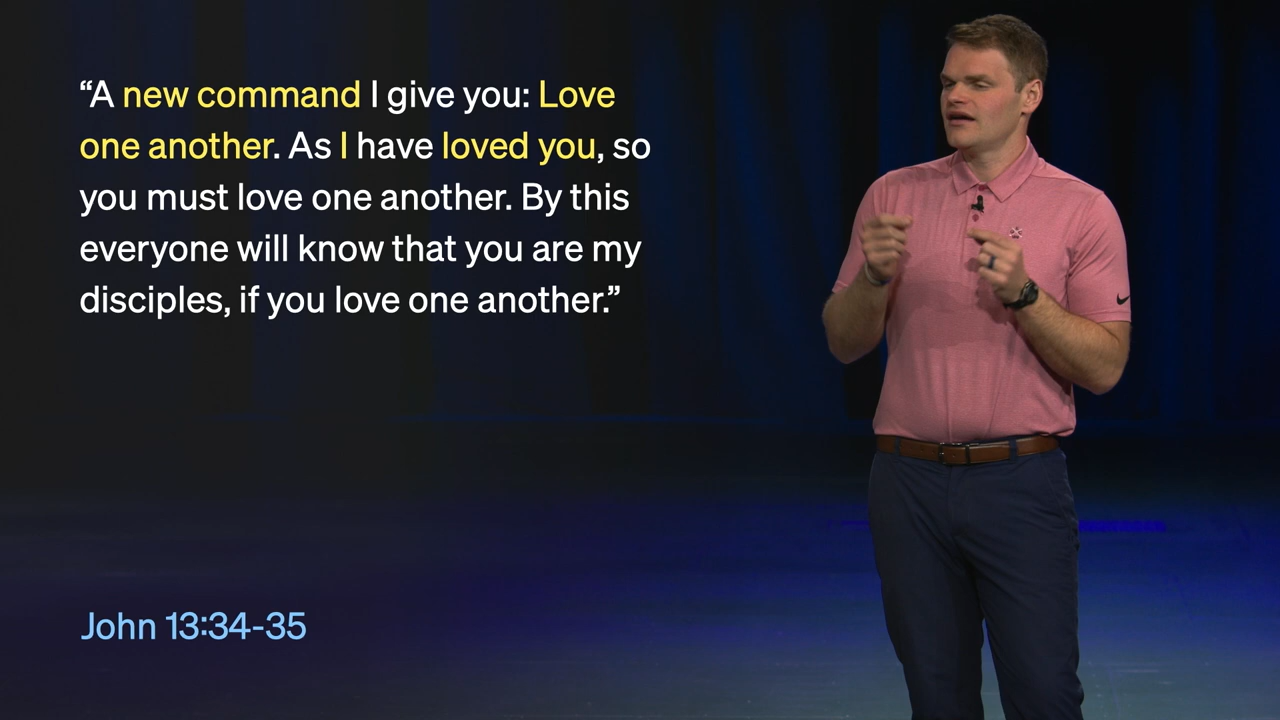 “A new command I give you: Love
one another. As I have loved you, so
you must love one another. By this
everyone will know that you are my
disciples, if you love one another.”
John 13:34-35